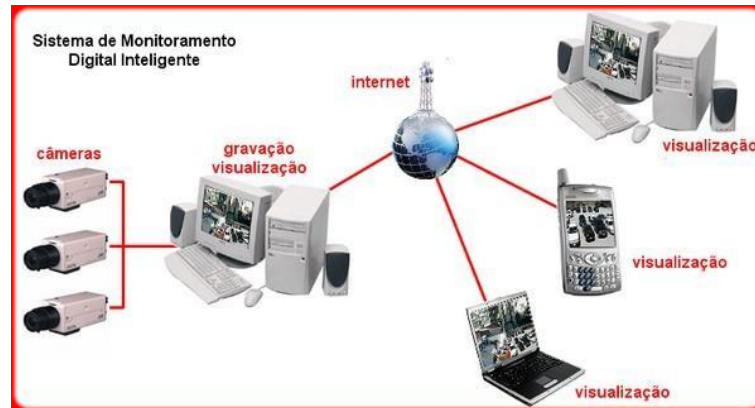 Sistema de Monitoramento
Digital Inteligente
internet
câmeras
gravação
visualização
visualização
visualização
visualização